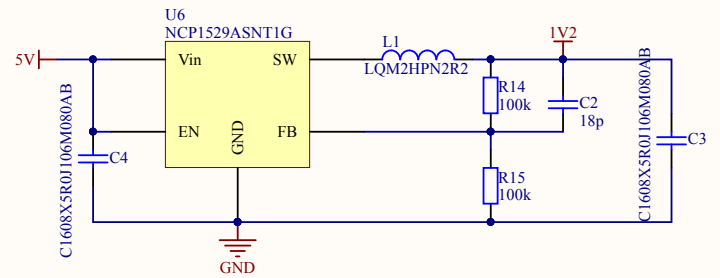 U6
NCP1529ASNT1G
5V
Vin
SW
EN
FB
GND
L1
LQM2HPN2R2
1V2
R14
100k
C2
18p
R15
100k
C3
C1608X5R0J106M080AB
C4
C1608X5R0J106M080AB
GND